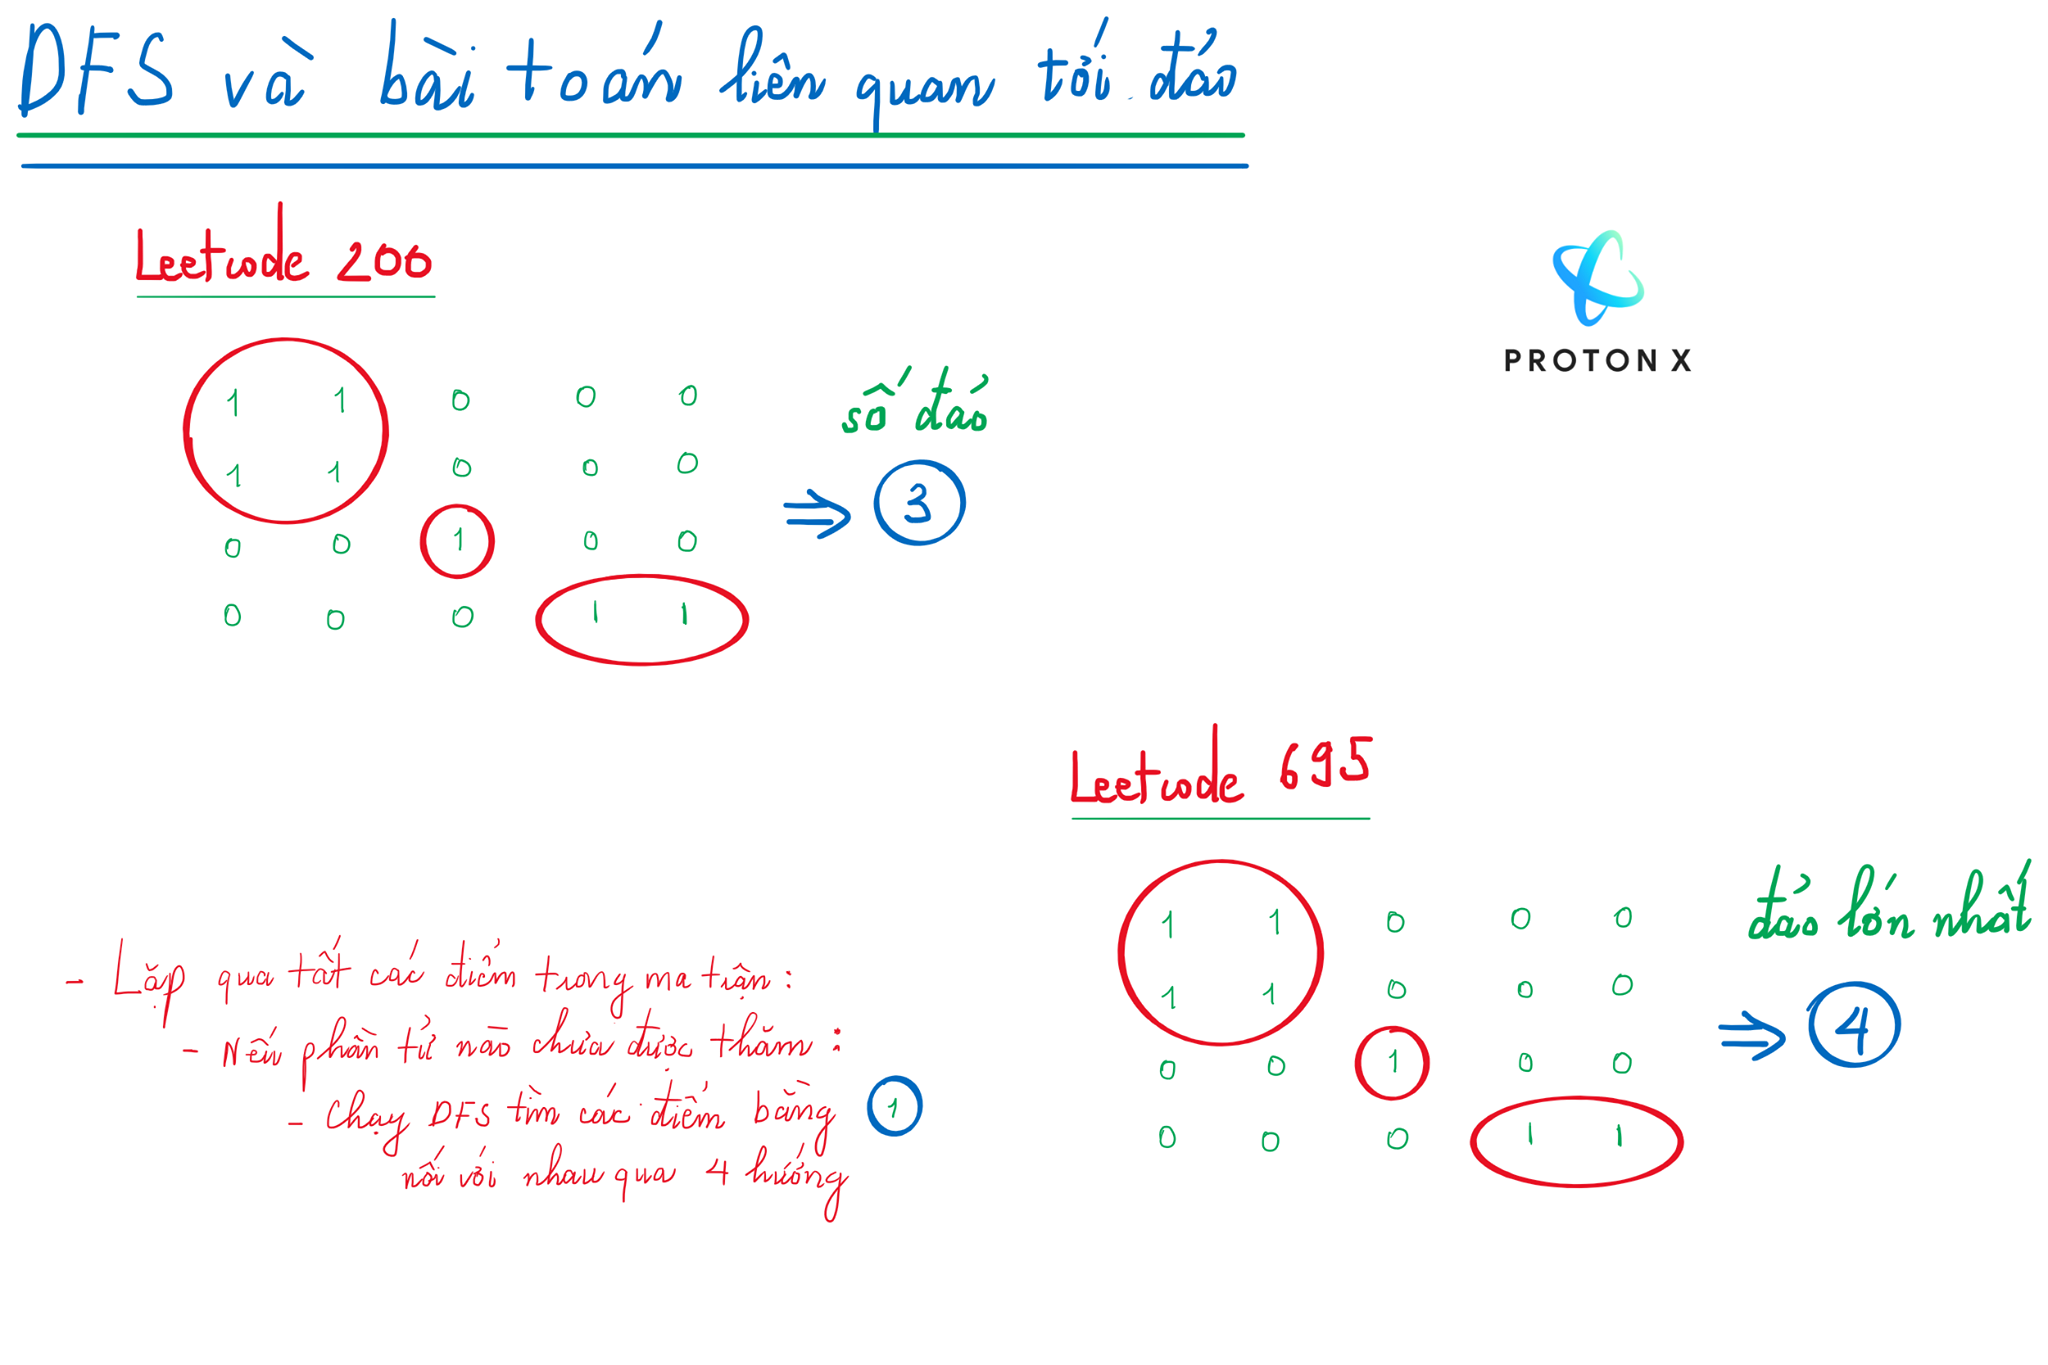 DFS và bài toán liên quan tới đảo
Leetcode 200
1 1 0 0 0
1 1 0 0 0
0 0 1 0 0
0 0 0 1 1
số đảo
⇒ 3
PROTON X
Leetcode 695
1 1 0 0 0
1 1 0 0 0
0 0 1 0 0
0 0 0 1 1
đảo lớn nhất
⇒ 4
- Lặp qua tất các điểm trong ma trận:
- Nếu phần tử nào chưa được thăm:
- Chạy DFS tìm các điểm bằng 1
nối với nhau qua 4 hướng